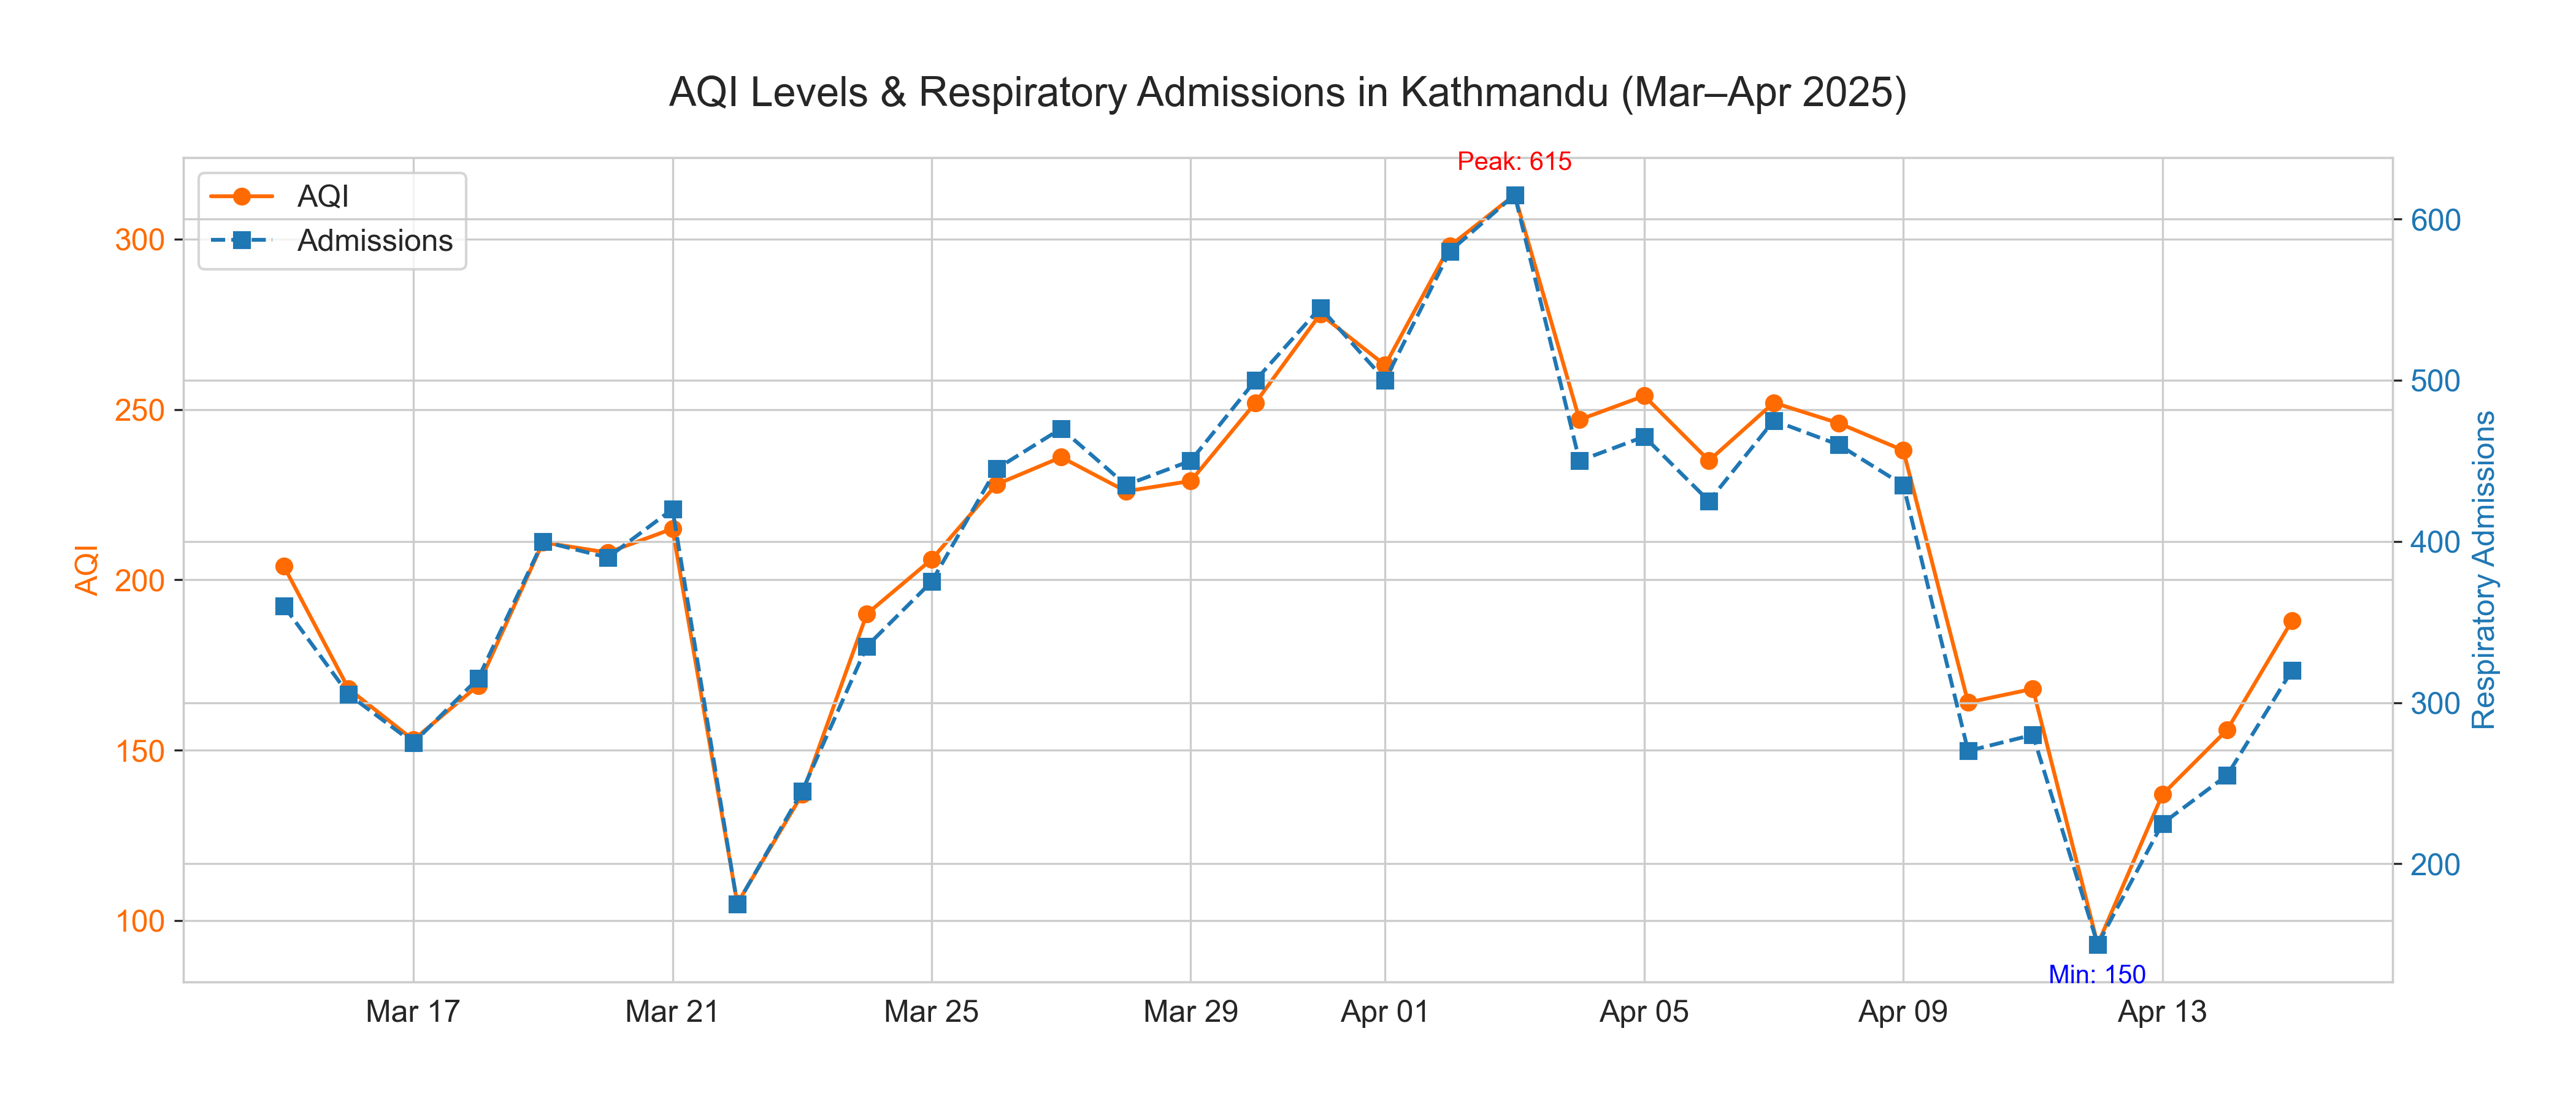 AQI Levels & Respiratory Admissions in Kathmandu (Mar–Apr 2025)
AQI
Admissions
Peak: 615
Min: 150
AQI
300
250
200
150
100
Respiratory Admissions
600
500
400
300
200
Mar 17
Mar 21
Mar 25
Mar 29
Apr 01
Apr 05
Apr 09
Apr 13